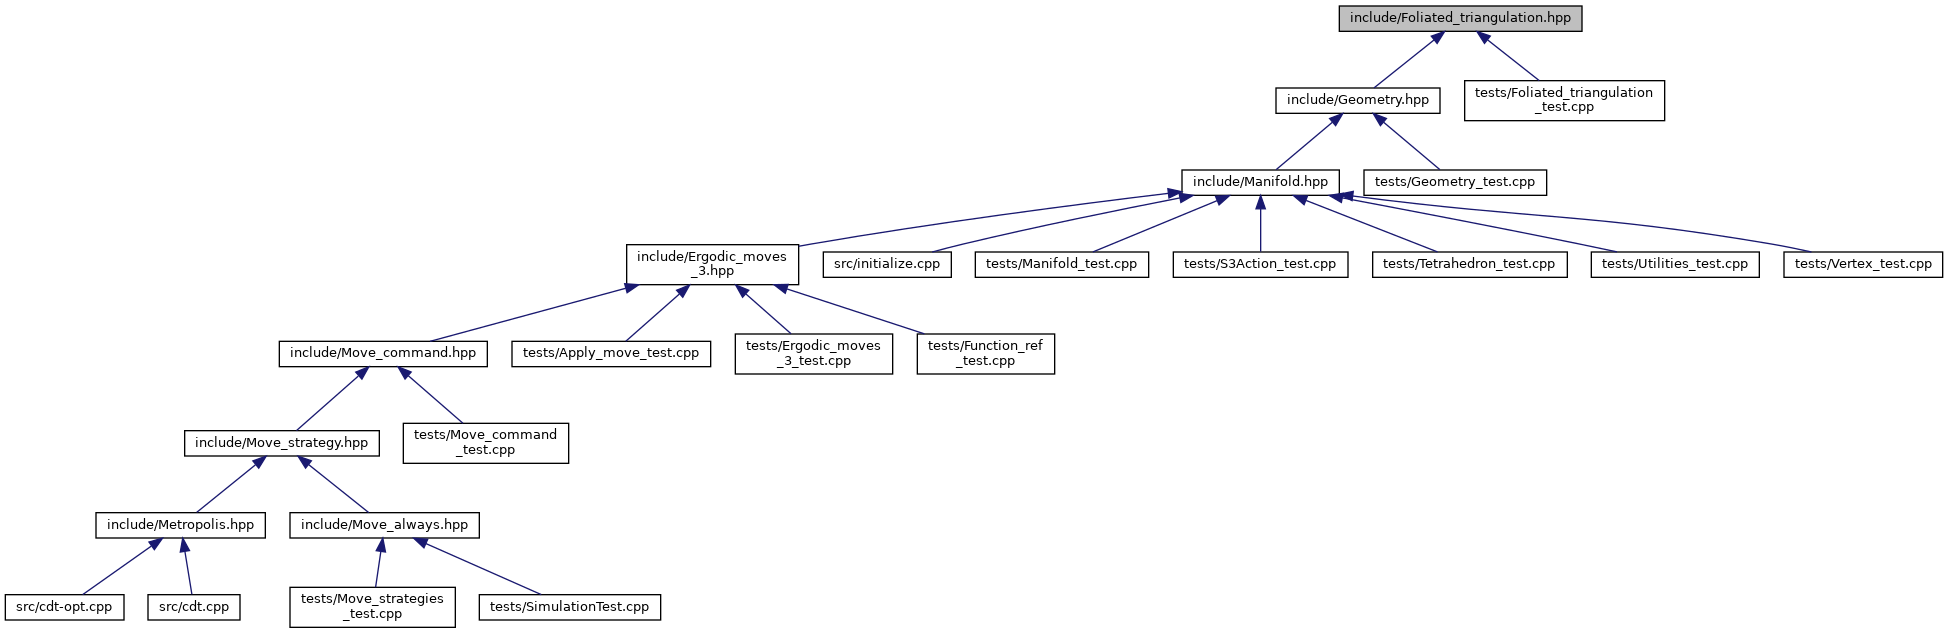 include/Foliated_triangulation.hpp
include/Geometry.hpp
tests/Foliated_triangulation
_test.cpp
include/Manifold.hpp
tests/Geometry_test.cpp
include/Ergodic_moves
_3.hpp
src/initialize.cpp
tests/Manifold_test.cpp
tests/S3Action_test.cpp
tests/Tetrahedron_test.cpp
tests/Utilities_test.cpp
tests/Vertex_test.cpp
include/Move_command.hpp
tests/Apply_move_test.cpp
tests/Ergodic_moves
_3_test.cpp
tests/Function_ref
_test.cpp
include/Move_strategy.hpp
tests/Move_command
_test.cpp
include/Metropolis.hpp
include/Move_always.hpp
src/cdt-opt.cpp
src/cdt.cpp
tests/Move_strategies
_test.cpp
tests/SimulationTest.cpp